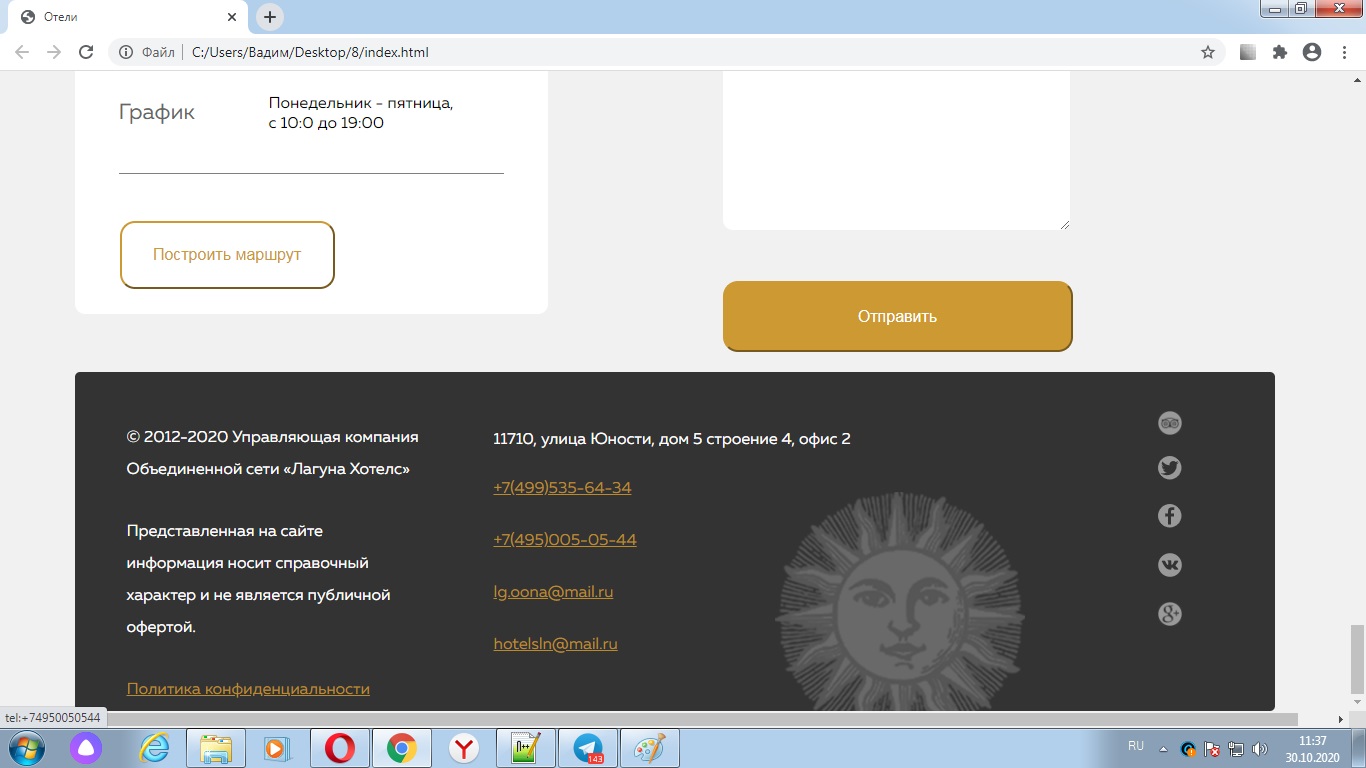 Отели
Файл
C:/Users/Вадим/Desktop/8/index.html
График
Понедельник - пятница,
с 10:0 до 19:00
Построить маршрут
Отправить
© 2012-2020 Управляющая компания
Объединенной сети «Лагуна Хотелс»
Представленная на сайте
информация носит справочный
характер и не является публичной
офертой.
Политика конфиденциальности
11710, улица Юности, дом 5 строение 4, офис 2
+7(499)535-64-34
+7(495)005-05-44
lg.oona@mail.ru
hotelsln@mail.ru
tel:+74950050544
143
RU
11:37
30.10.2020